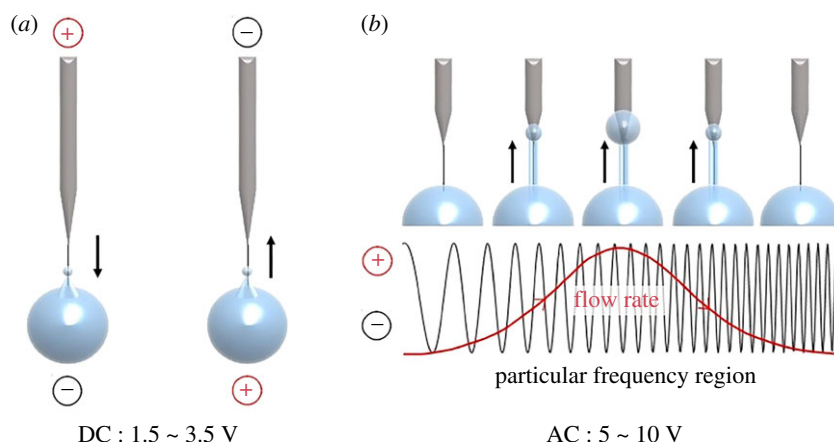 (a)
+
−
(b)
+
flow rate
−
particular frequency region
−
+
DC : 1.5 ~ 3.5 V
AC : 5 ~ 10 V